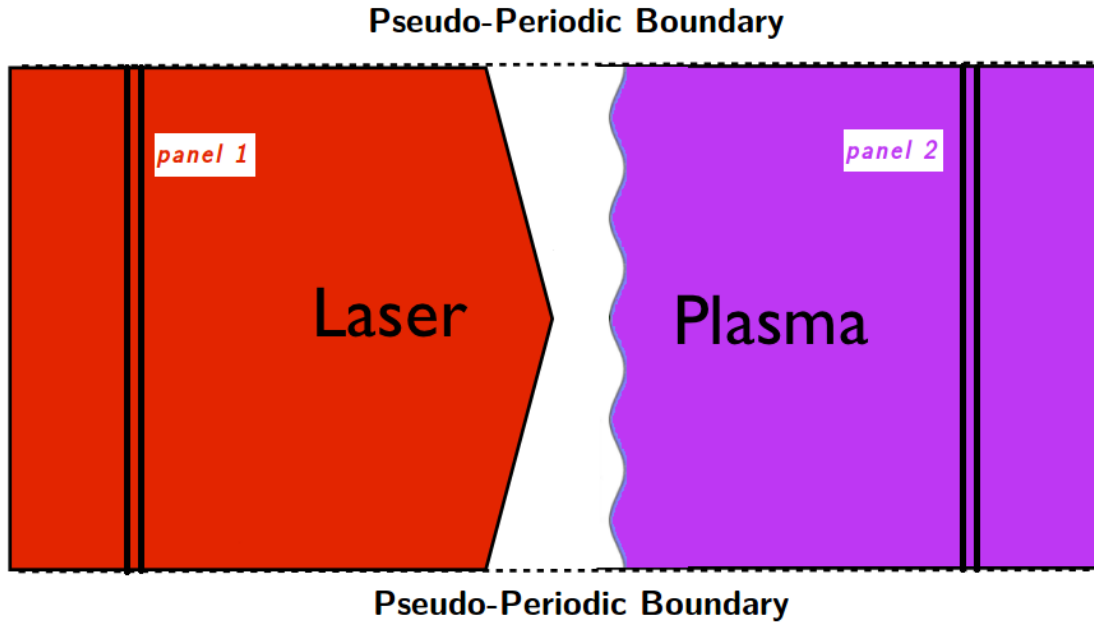 Pseudo-Periodic Boundary
panel 1
panel 2
Laser
Plasma
Pseudo-Periodic Boundary